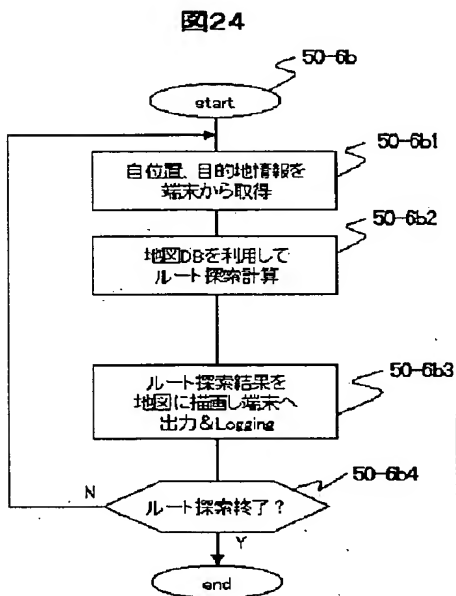 図24
50-6b
start
50-6b1
自位置、目的地情報を
端末から取得
50-6b2
地図DBを利用して
ルート探索計算
ルート探索結果を
地図に描画し端末へ
出力&Logging
50-6b3
50-6b4
N
ルート探索終了?
Y
end